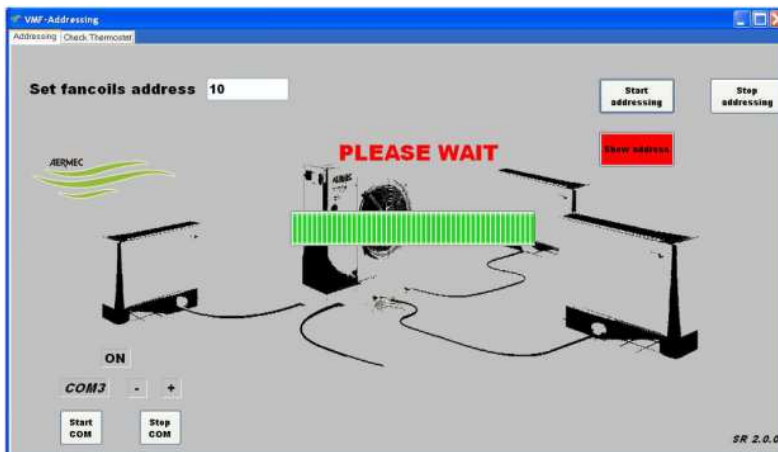 VMF-Addressing
Addressing Check Thermostat
Set fancoils address 10
Start
addressing
Stop
addressing
PLEASE WAIT
Show address
AERMEC
AERMEC
ON
COM3 - +
Start
COM
Stop
COM
SR 2.0.0